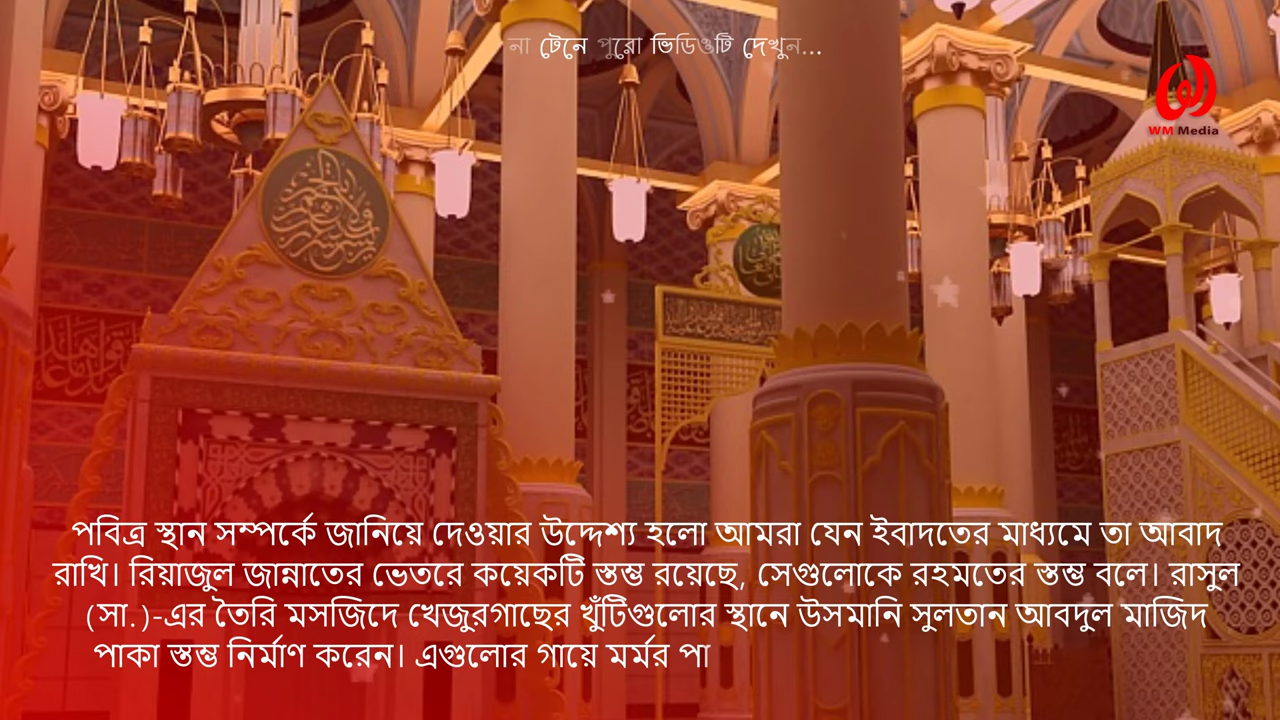 না টেনে পুরো ভিডিওটি দেখুন...
WM Media
পবিত্র স্থান সম্পর্কে জানিয়ে দেওয়ার উদ্দেশ্য হলো আমরা যেন ইবাদতের মাধ্যমে তা আবাদ
রাখি। রিয়াজুল জান্নাতের ভেতরে কয়েকটি স্তম্ভ রয়েছে, সেগুলোকে রহমতের স্তম্ভ বলে। রাসুল
(সা.)-এর তৈরি মসজিদে খেজুরগাছের খুঁটিগুলোর স্থানে উসমানি সুলতান আবদুল মাজিদ
পাকা স্তম্ভ নির্মাণ করেন। এগুলোর গায়ে মর্মর পা